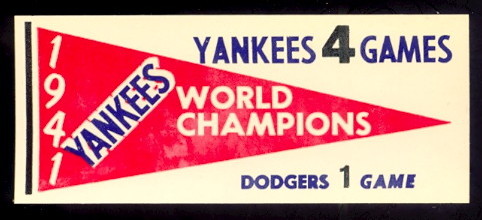 YANKEES 4 GAMES
1941
YANKEES
WORLD
CHAMPIONS
DODGERS 1 GAME